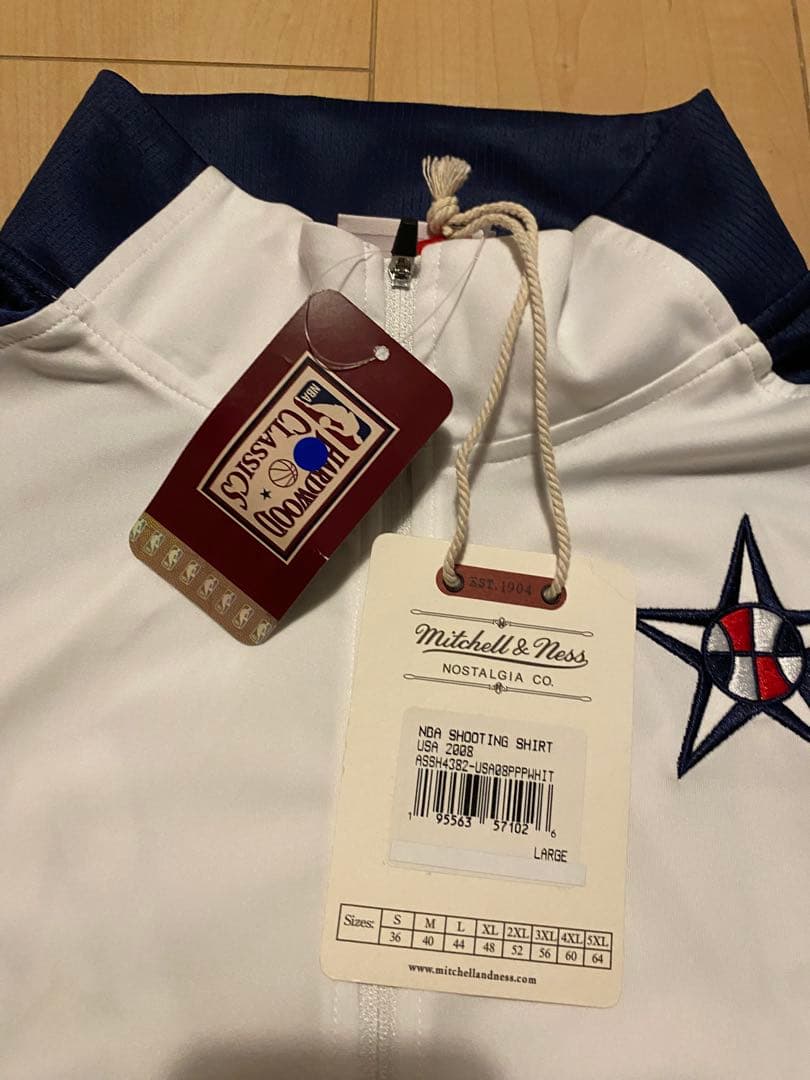 NBA
HARDWOOD
CLASSICS
EST. 1904
Mitchell & Ness
NOSTALGIA CO.
NBA SHOOTING SHIRT
USA 2008
ASSH4382-USA08PPPWHIT
1 95563 57102 6
LARGE
Sizes: S M L XL 2XL 3XL 4XL 5XL
36 40 44 48 52 56 60 64
www.mitchellandness.com